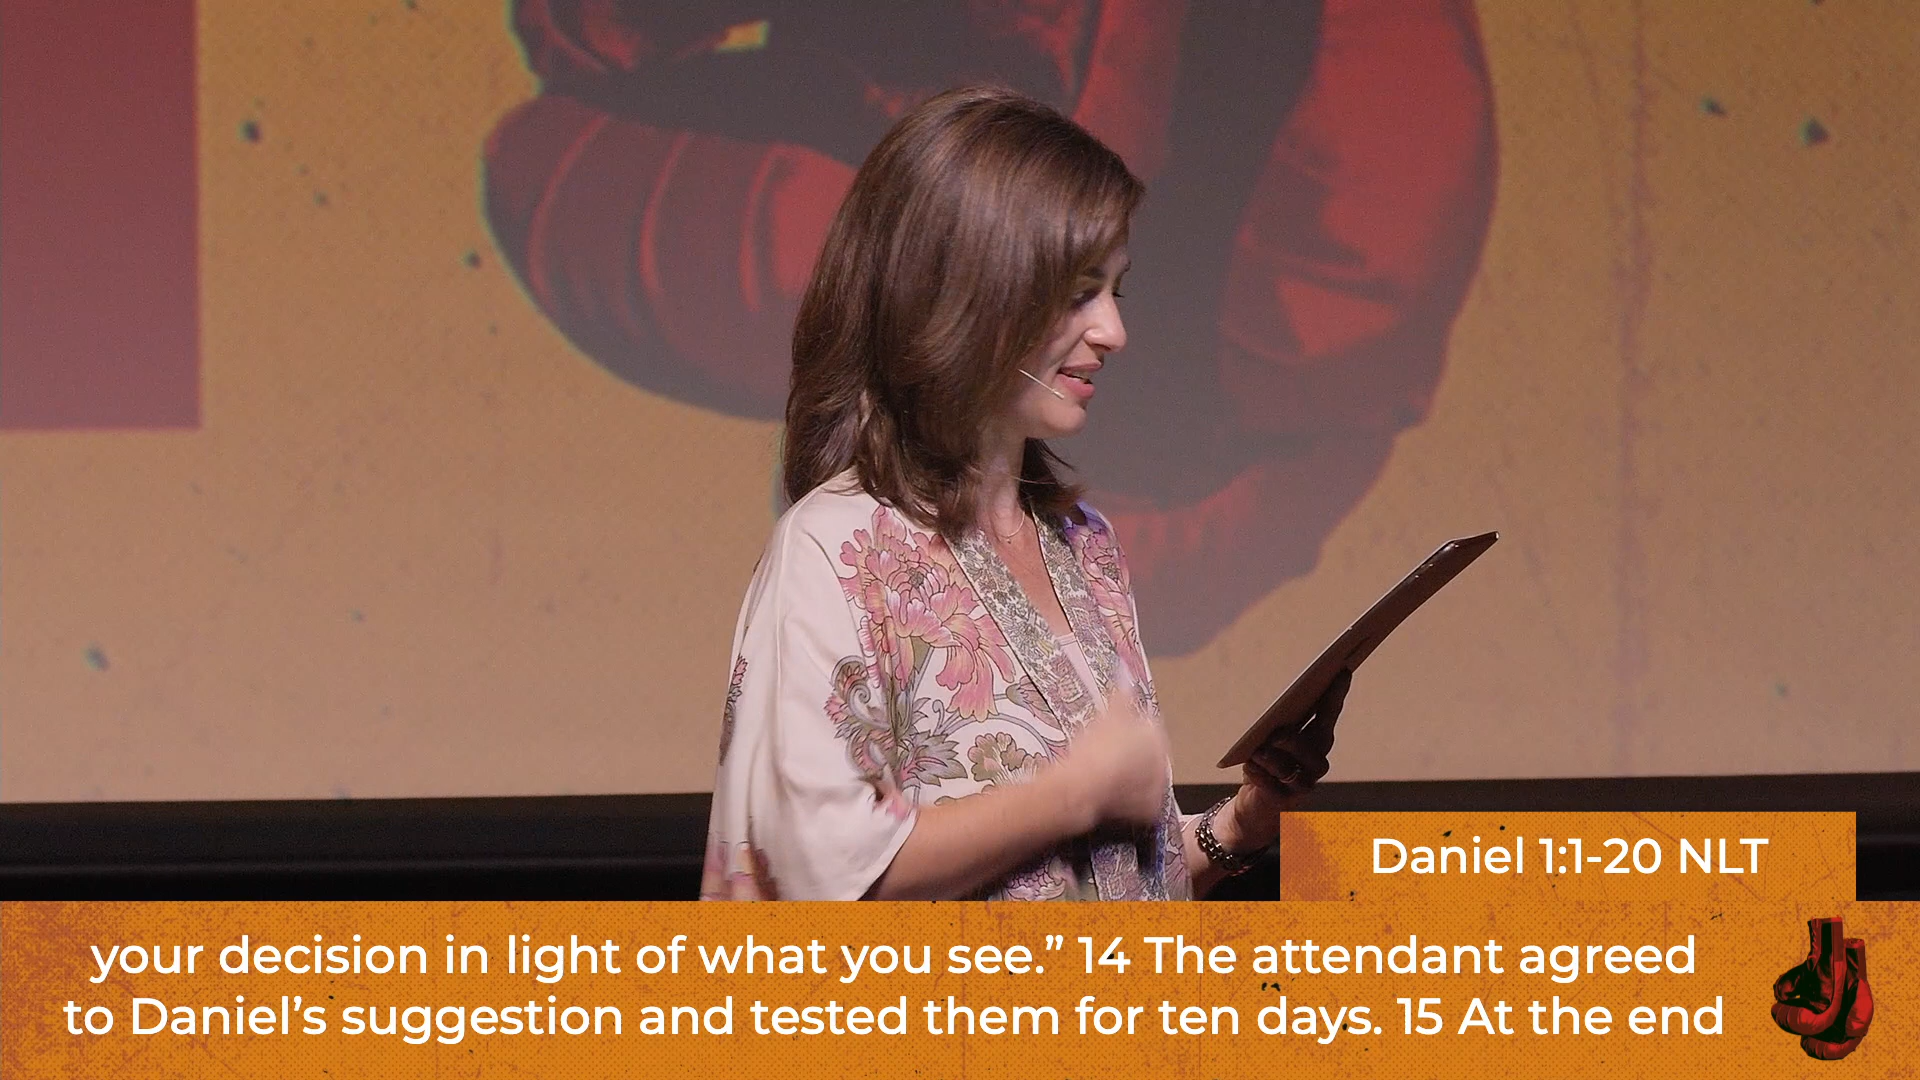 Daniel 1:1-20 NLT
your decision in light of what you see.” 14 The attendant agreed
to Daniel’s suggestion and tested them for ten days. 15 At the end